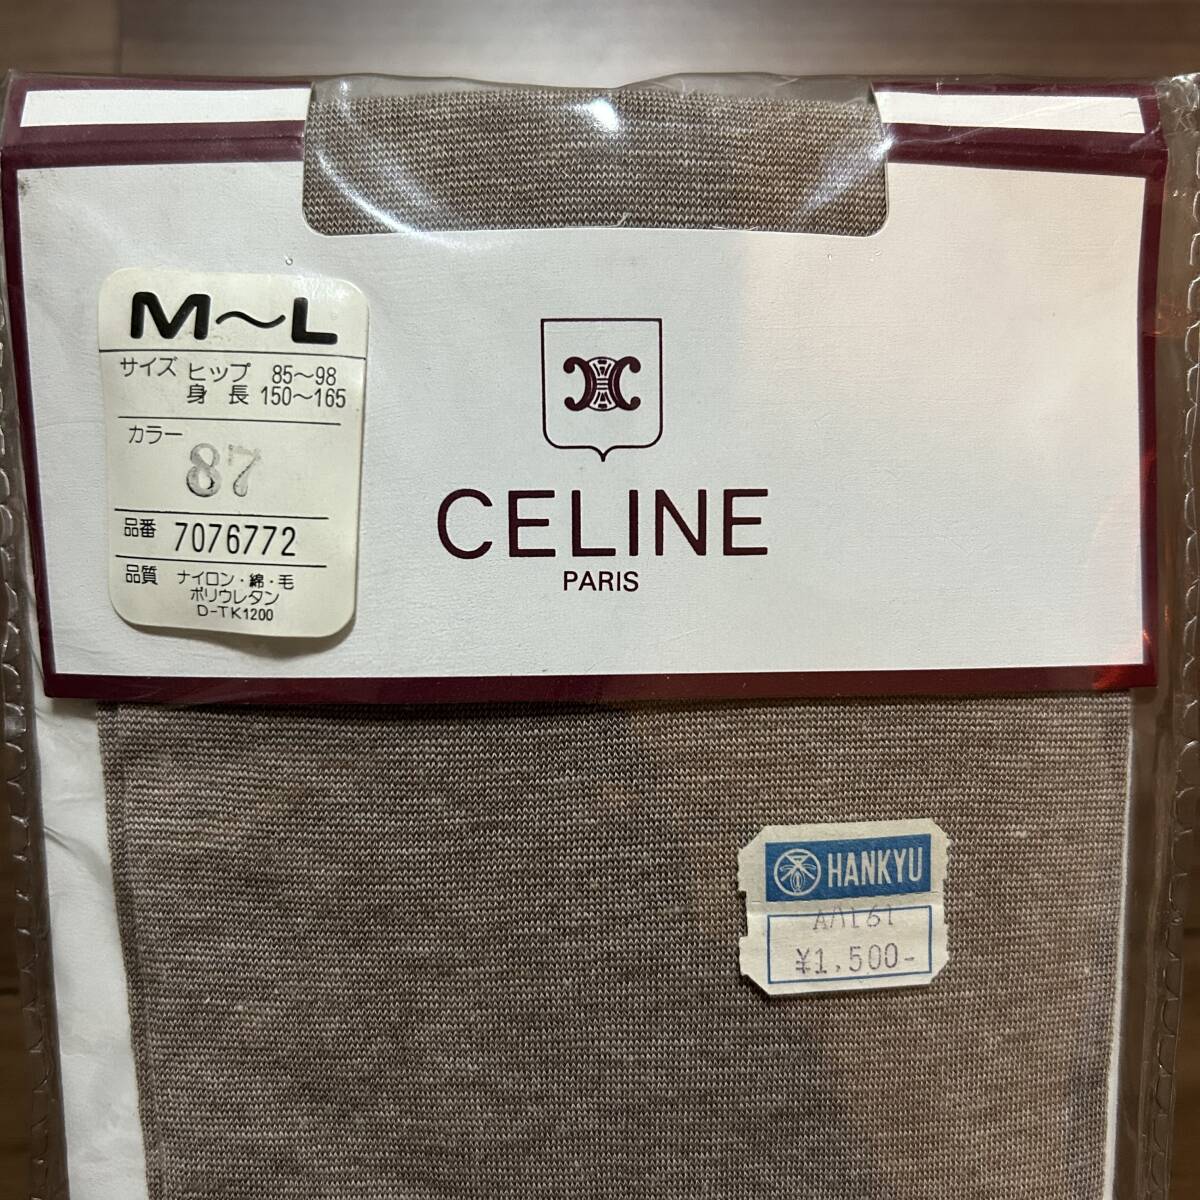 M〜L
サイズ ヒップ 85〜98
身長 150〜165
カラー
87
品番 7076772
品質 ナイロン・綿・毛
ポリウレタン
D-TK1200
CELINE
PARIS
HANKYU
AA161
¥1,500-